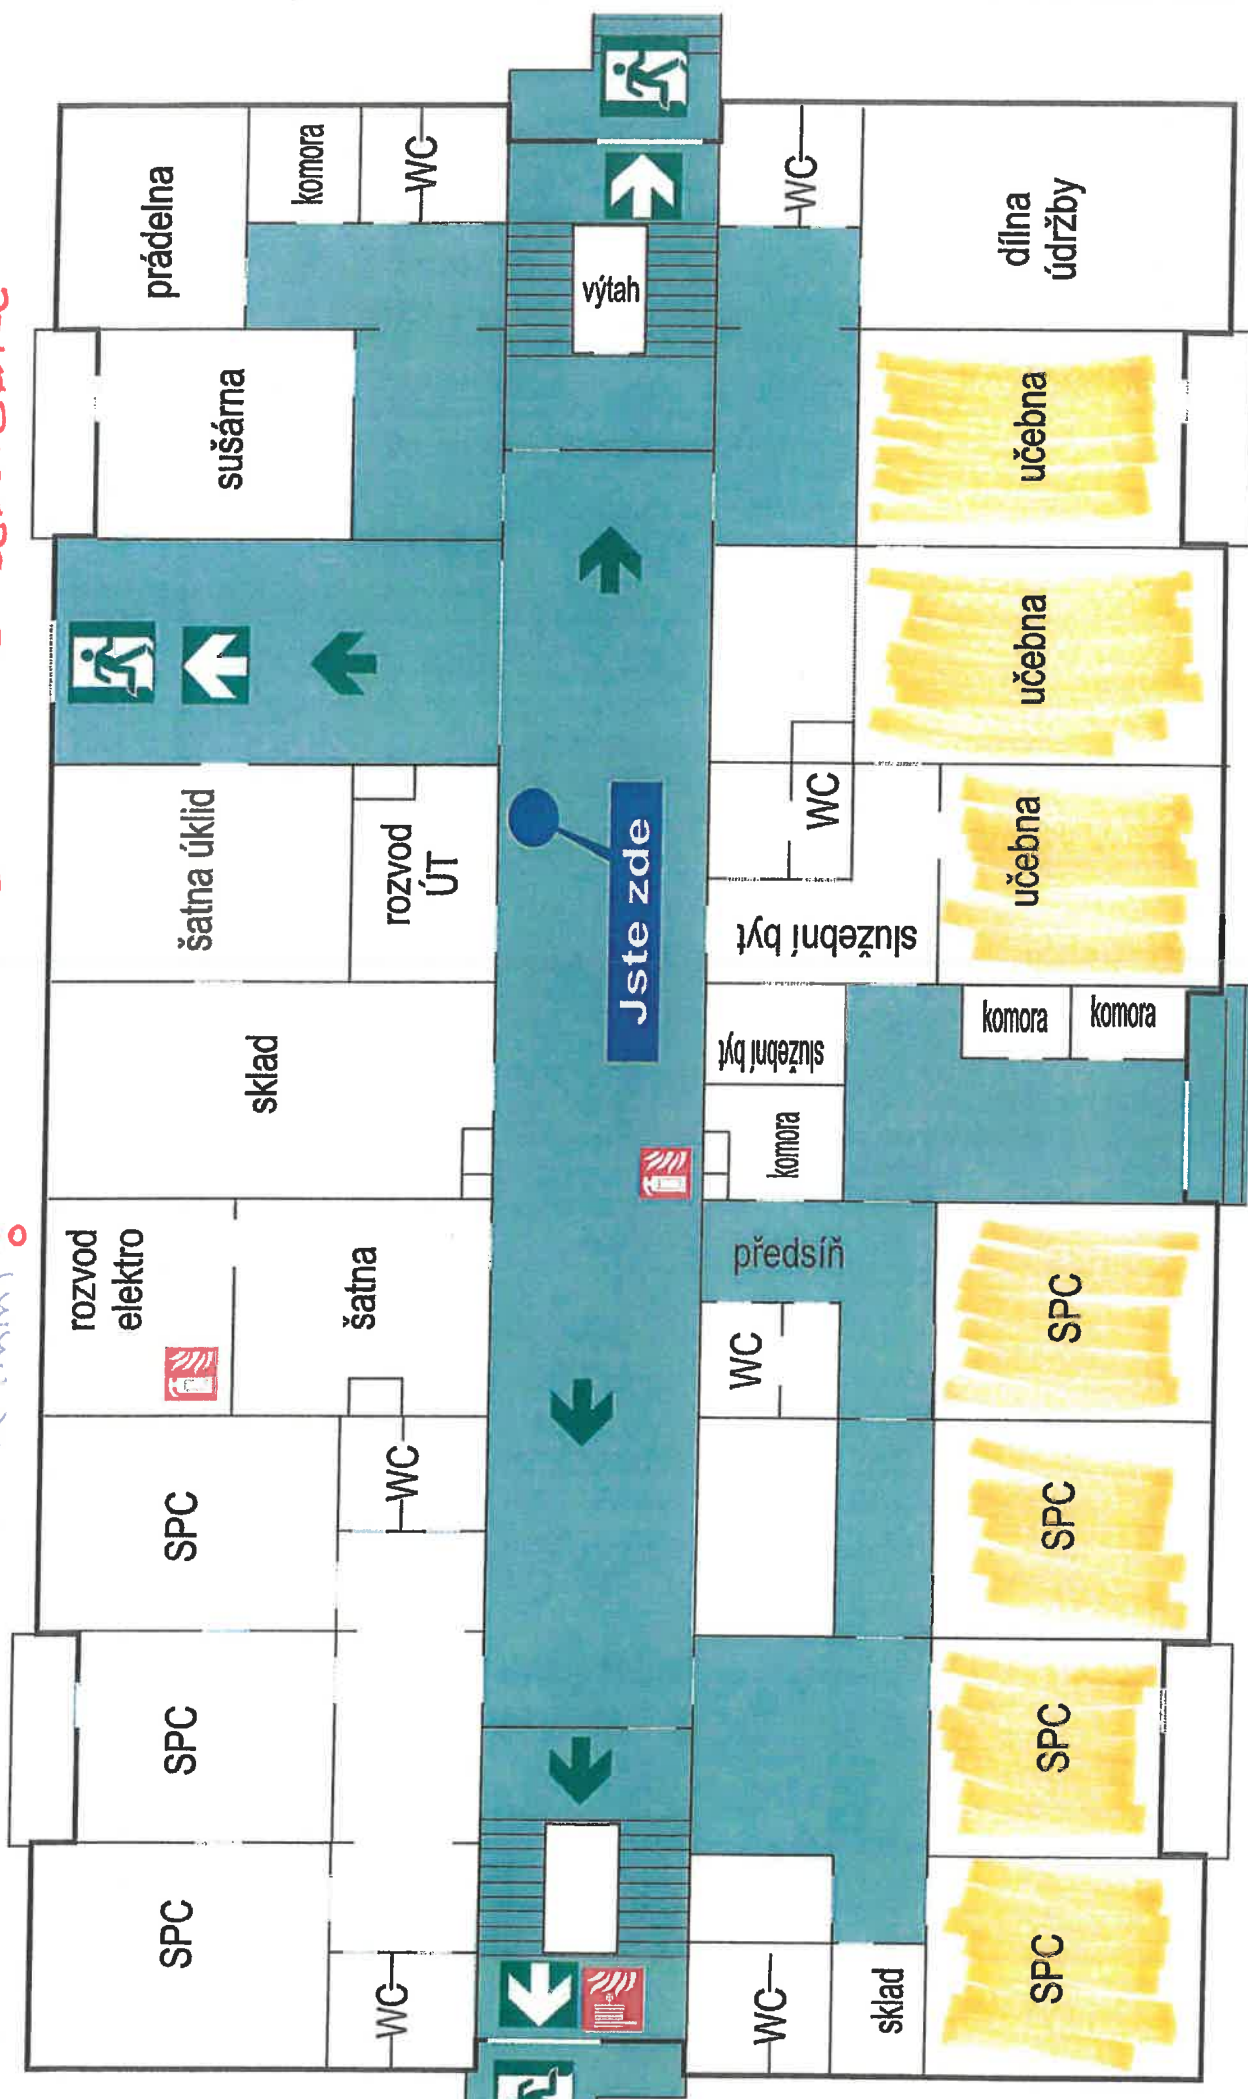 prádelna
komora
WC
sušárna
šatna úklid
rozvod
ÚT
sklad
rozvod
elektro
šatna
SPC
WC
SPC
SPC
WC
výtah
Jste zde
WC
dílna
údržby
učebna
učebna
WC
učebna
služební byt
služební byt
komora
komora
komora
předsíň
WC
SPC
SPC
SPC
WC
sklad
SPC